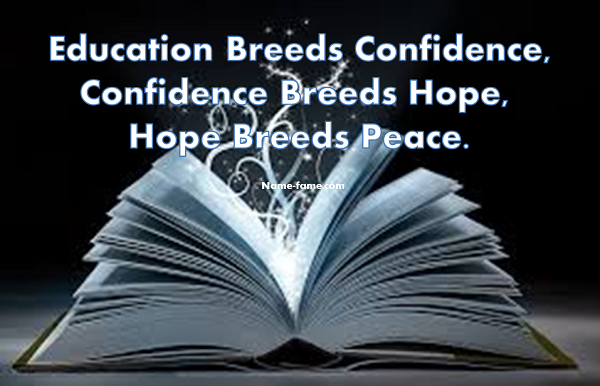 Education Breeds Confidence,
Confidence Breeds Hope,
Hope Breeds Peace.
Name-fame.com